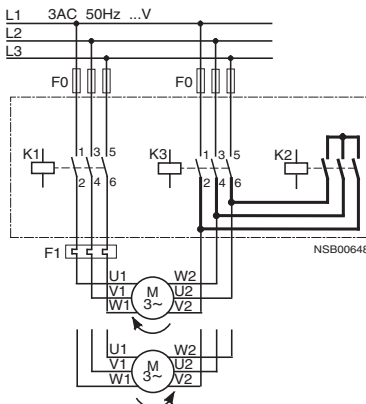 L1 3AC 50Hz ...V
L2
L3
F0 F0
K1 1 3 5 K3 1 3 5 K2
2 4 6 2 4 6
NSB00648
F1
U1 W2
V1 M U2
W1 3~ V2
U1 W2
V1 M U2
W1 3~ V2